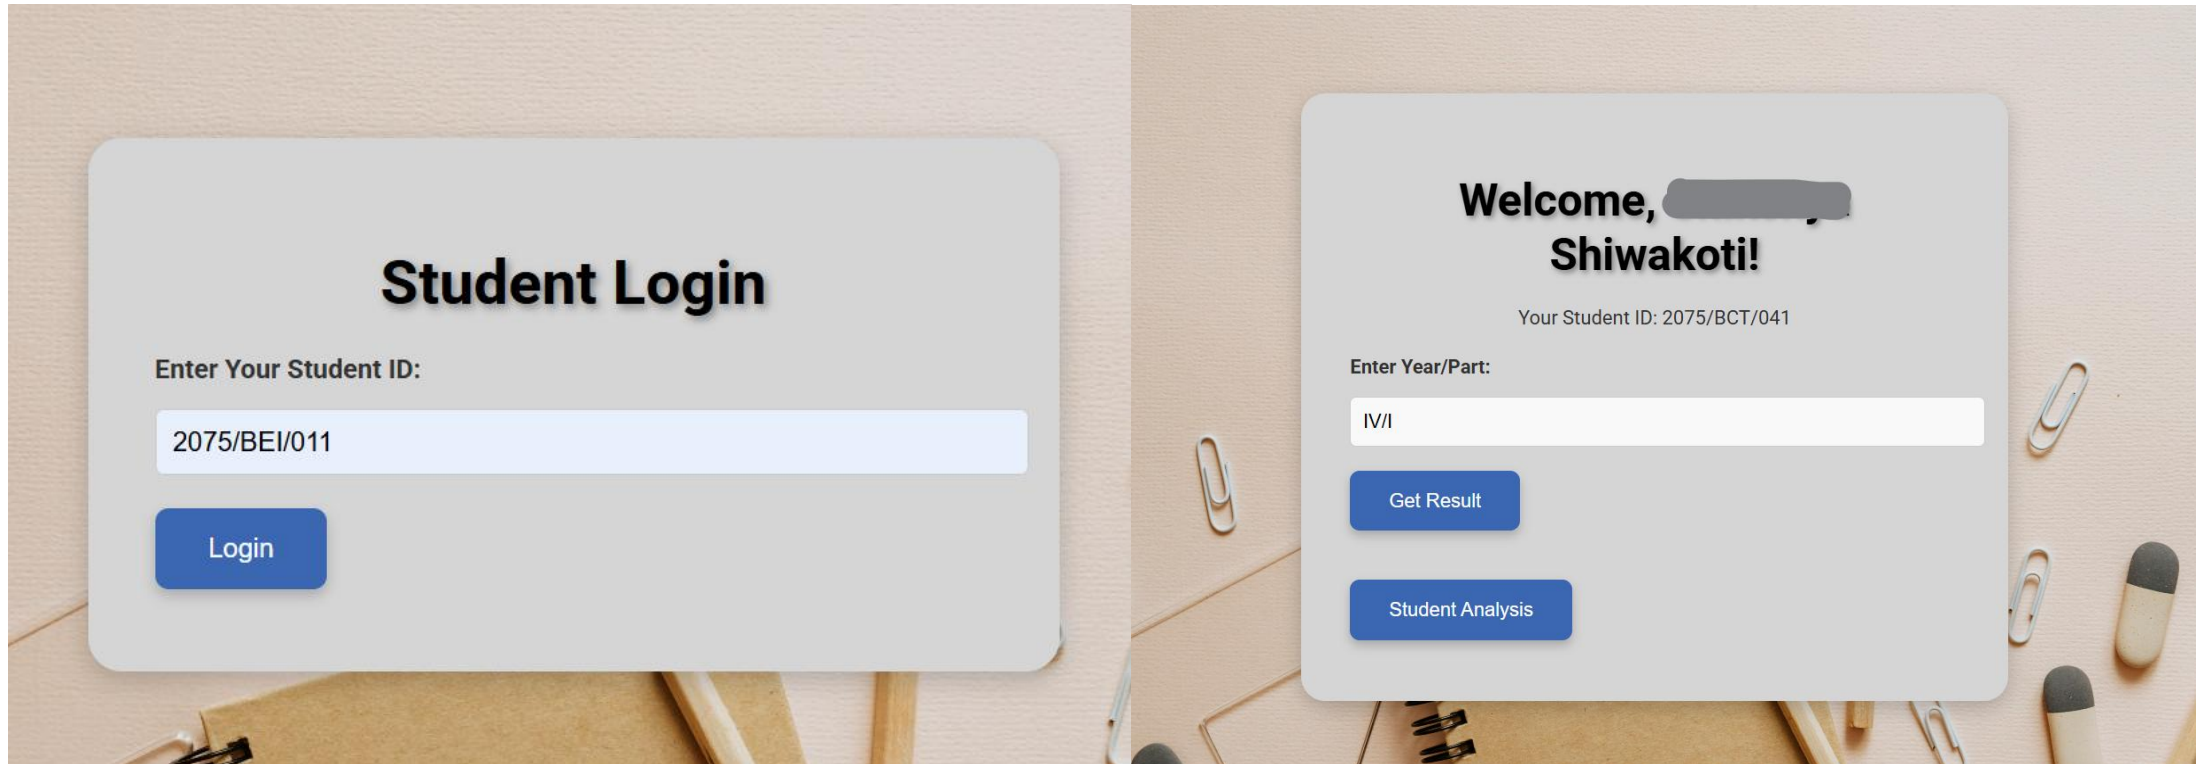 Student Login
Enter Your Student ID:
2075/BEI/011
Login
Welcome,
Shiwakoti!
Your Student ID: 2075/BCT/041
Enter Year/Part:
IV/I
Get Result
Student Analysis